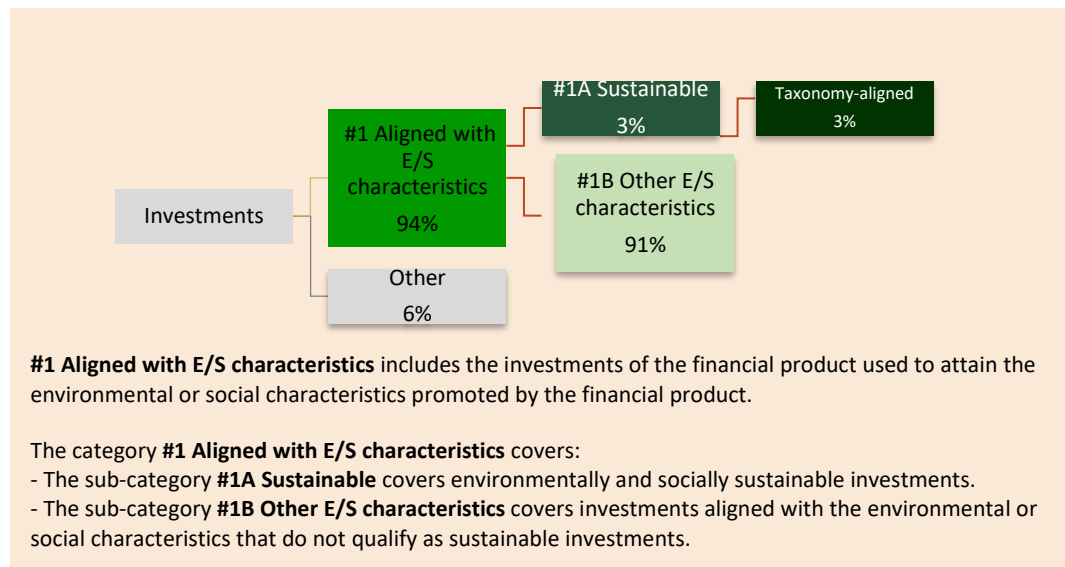 #1A Sustainable
3%
Taxonomy-aligned
3%
#1 Aligned with
E/S
characteristics
94%
#1B Other E/S
characteristics
91%
Investments
Other
6%
#1 Aligned with E/S characteristics includes the investments of the financial product used to attain the
environmental or social characteristics promoted by the financial product.
The category #1 Aligned with E/S characteristics covers:
- The sub-category #1A Sustainable covers environmentally and socially sustainable investments.
- The sub-category #1B Other E/S characteristics covers investments aligned with the environmental or
social characteristics that do not qualify as sustainable investments.